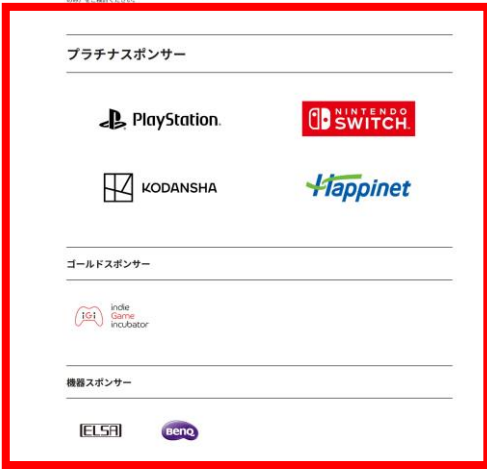 プラチナスポンサー
PlayStation.
NINTENDO
SWITCH
KODANSHA
Happinet
ゴールドスポンサー
iGi
indie
Game
incubator
機器スポンサー
ELSA
BenQ